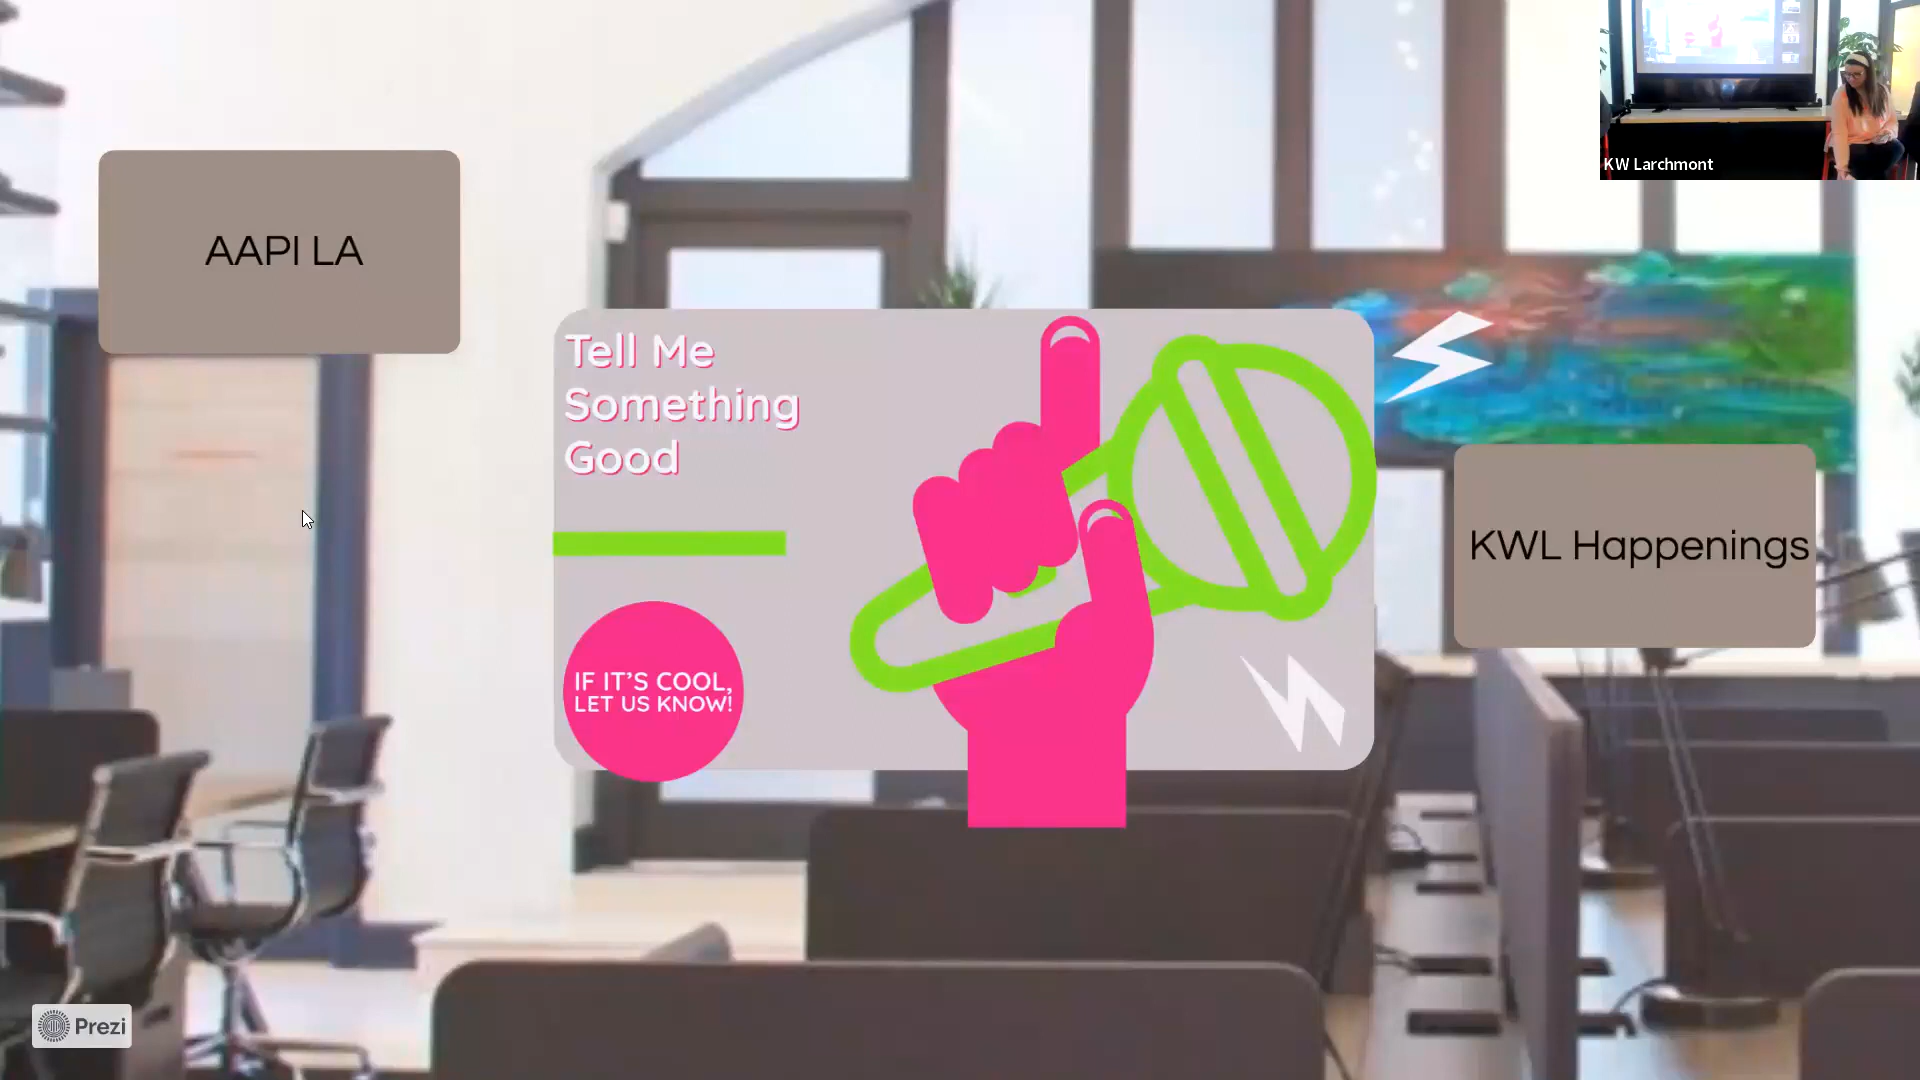 KW Larchmont
AAPI LA
Tell Me
Something
Good
KWL Happenings
IF IT'S COOL,
LET US KNOW!
Prezi